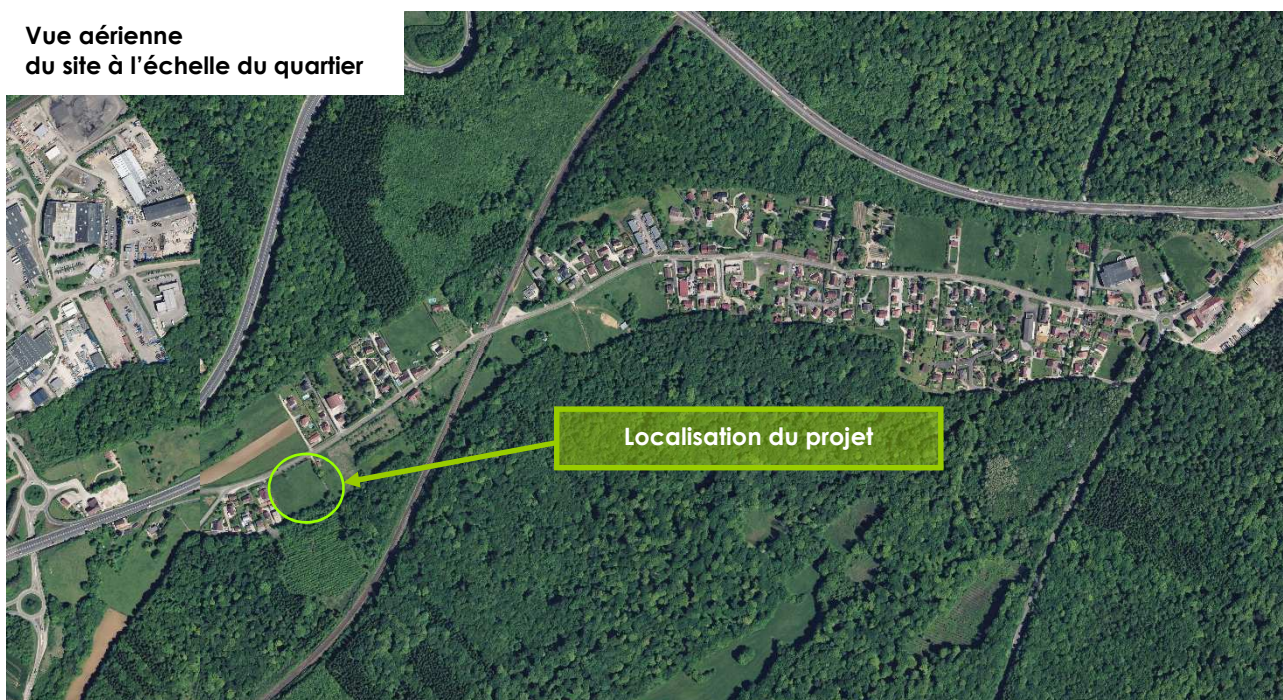 Vue aérienne
du site à l’échelle du quartier
Localisation du projet